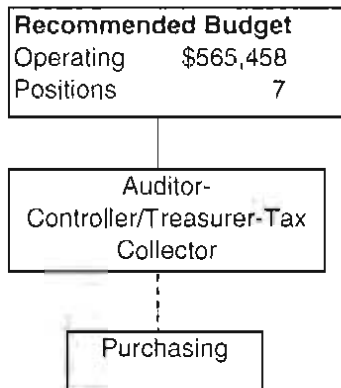 Recommended Budget
Operating $565,458
Positions 7
Auditor-
Controller/Treasurer-Tax
Collector
Purchasing